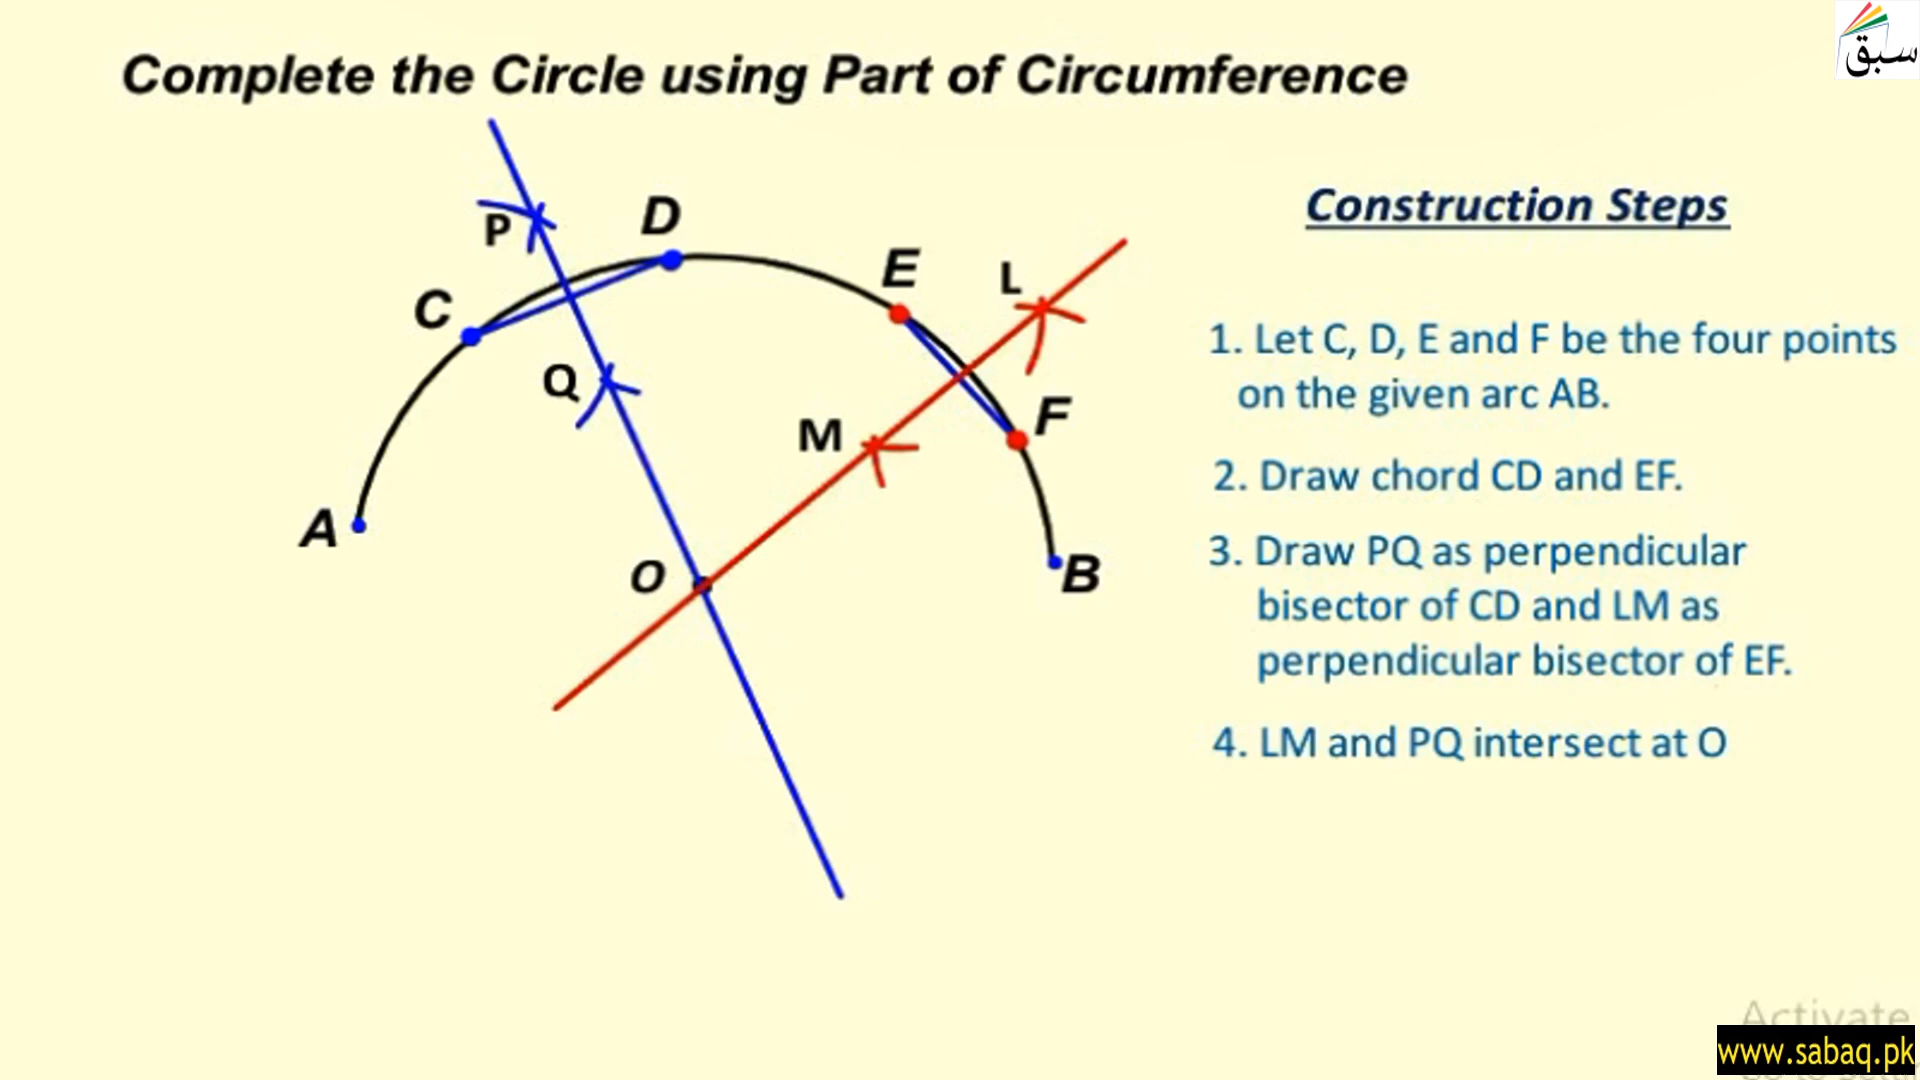 سبق
Complete the Circle using Part of Circumference
Construction Steps
P
D
C
E
L
Q
M
F
A
O
B
1. Let C, D, E and F be the four points
on the given arc AB.
2. Draw chord CD and EF.
3. Draw PQ as perpendicular
bisector of CD and LM as
perpendicular bisector of EF.
4. LM and PQ intersect at O
Activate
www.sabaq.pk